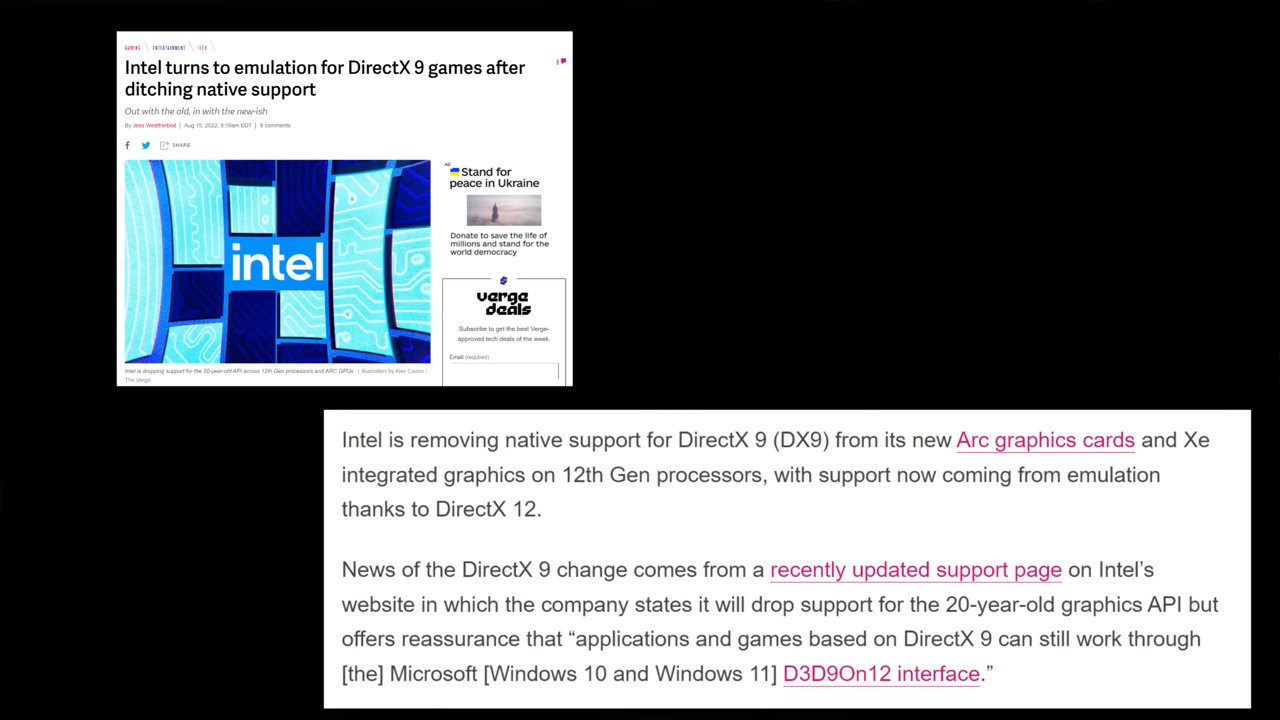 GAMING \ ENTERTAINMENT \ TECH \
Intel turns to emulation for DirectX 9 games after
ditching native support
Out with the old, in with the new-ish
By Jess Weatherbed | Aug 15, 2022, 9:16am EDT | 8 comments
SHARE
intel
Intel is dropping support for the 20-year-old API across 12th Gen processors and ARC GPUs. | Illustration by Alex Castro /
The Verge.
AD
Stand for
peace in Ukraine
Donate to save the life of
millions and stand for the
world democracy
verge
deals
Subscribe to get the best Verge-
approved tech deals of the week.
Email (required)
Intel is removing native support for DirectX 9 (DX9) from its new Arc graphics cards and Xe
integrated graphics on 12th Gen processors, with support now coming from emulation
thanks to DirectX 12.
News of the DirectX 9 change comes from a recently updated support page on Intel’s
website in which the company states it will drop support for the 20-year-old graphics API but
offers reassurance that “applications and games based on DirectX 9 can still work through
[the] Microsoft [Windows 10 and Windows 11] D3D9On12 interface.”